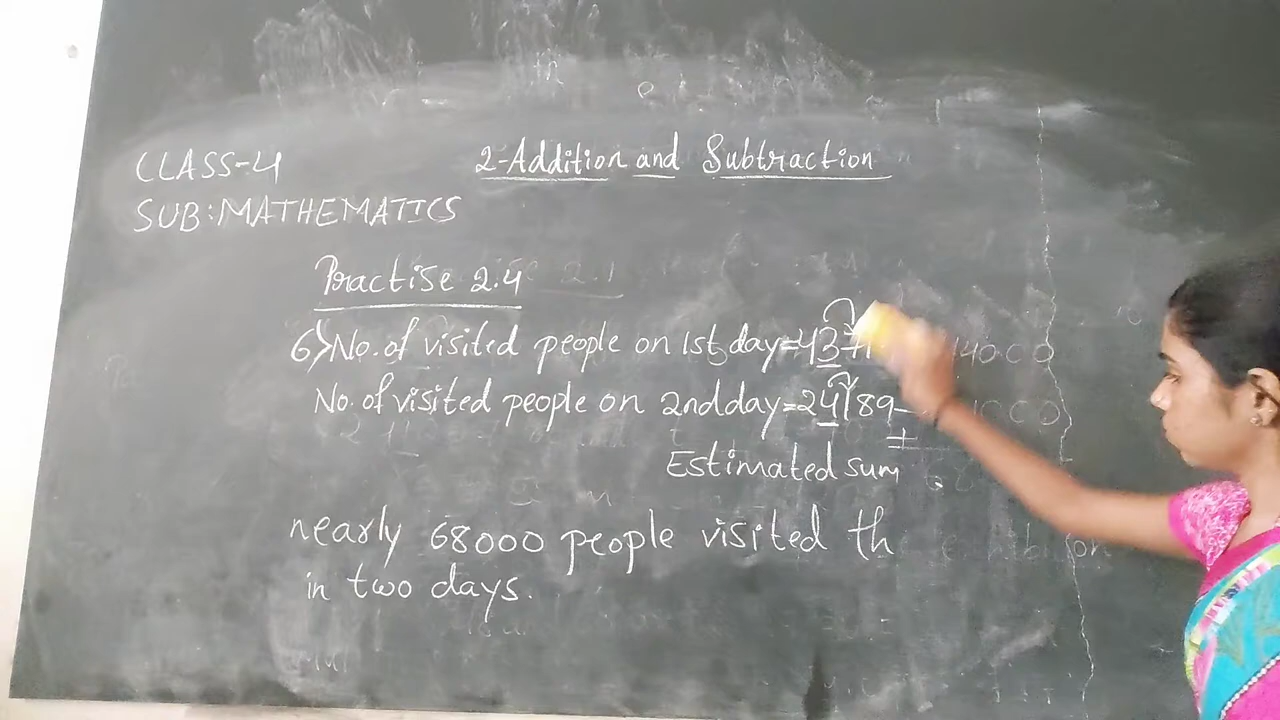 CLASS-4
SUB:MATHEMATICS
2-Addition and Subtraction
Practise 2.4
6) No. of visited people on 1st day=4371
No. of visited people on 2nd day=24189
+
Estimated sum
nearly 68000 people visited th
in two days.